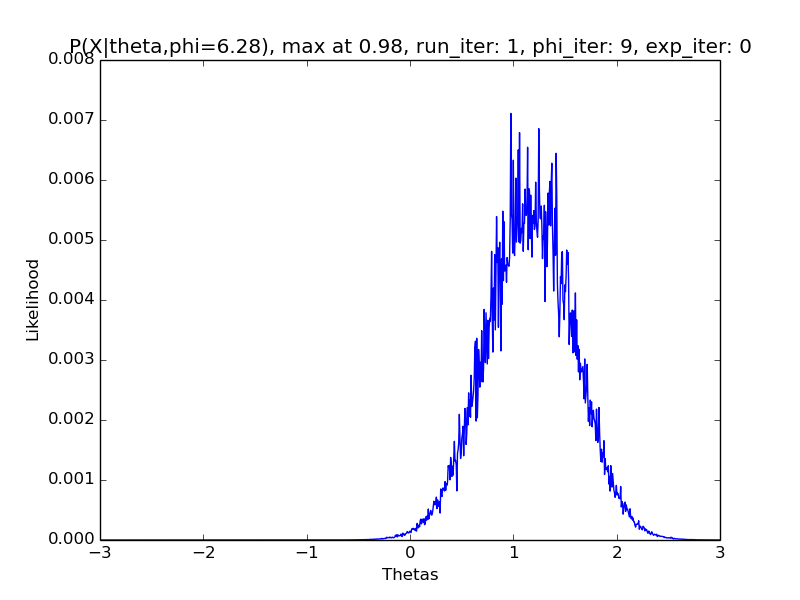 P(X|theta,phi=6.28), max at 0.98, run_iter: 1, phi_iter: 9, exp_iter: 0
0.008
0.007
0.006
0.005
0.004
0.003
0.002
0.001
0.000
Likelihood
−3 −2 −1 0 1 2 3
Thetas